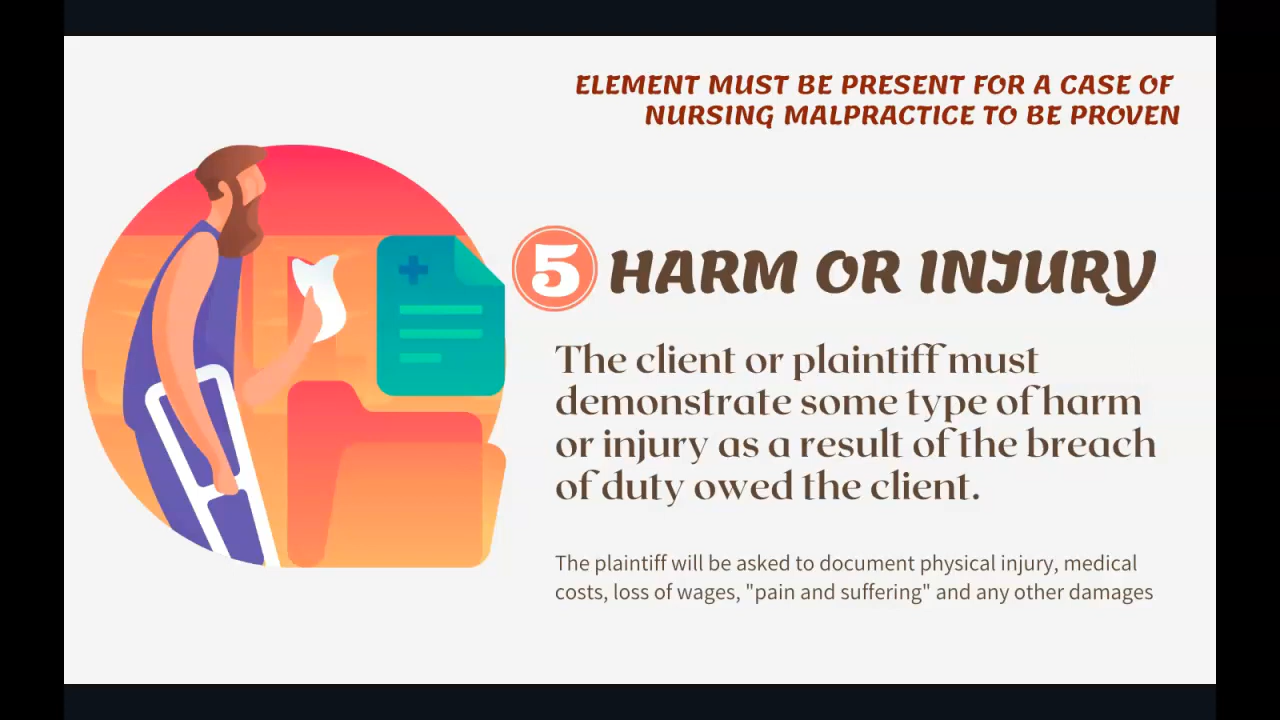 ELEMENT MUST BE PRESENT FOR A CASE OF
NURSING MALPRACTICE TO BE PROVEN
5 HARM OR INJURY
The client or plaintiff must
demonstrate some type of harm
or injury as a result of the breach
of duty owed the client.
The plaintiff will be asked to document physical injury, medical
costs, loss of wages, "pain and suffering" and any other damages